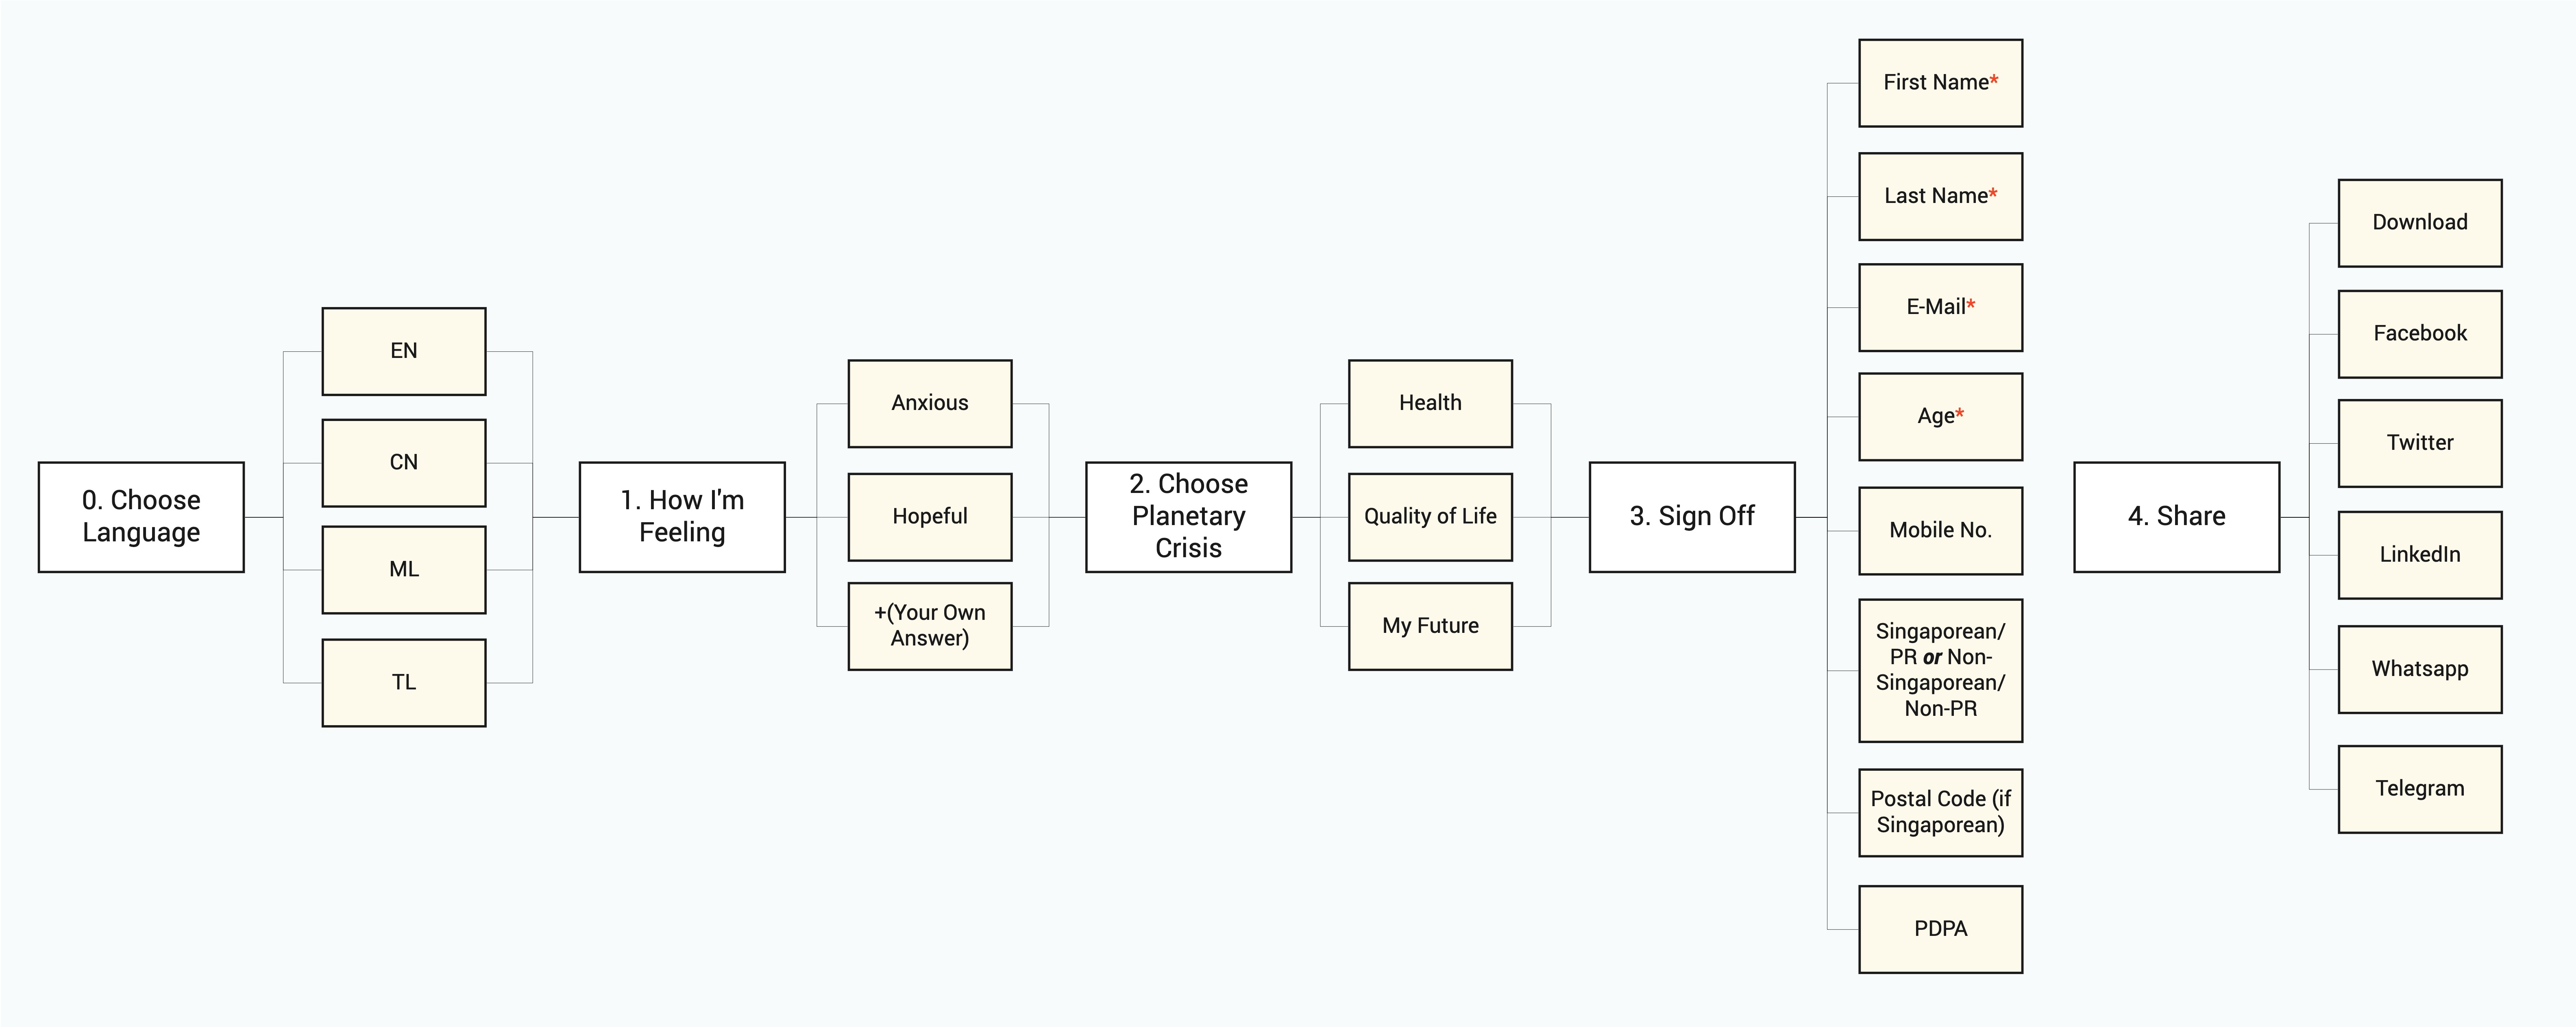 0. Choose
Language
EN
CN
ML
TL
1. How I'm
Feeling
Anxious
Hopeful
+(Your Own
Answer)
2. Choose
Planetary
Crisis
Health
Quality of Life
My Future
3. Sign Off
First Name*
Last Name*
E-Mail*
Age*
Mobile No.
Singaporean/
PR or Non-
Singaporean/
Non-PR
Postal Code (if
Singaporean)
PDPA
4. Share
Download
Facebook
Twitter
LinkedIn
Whatsapp
Telegram